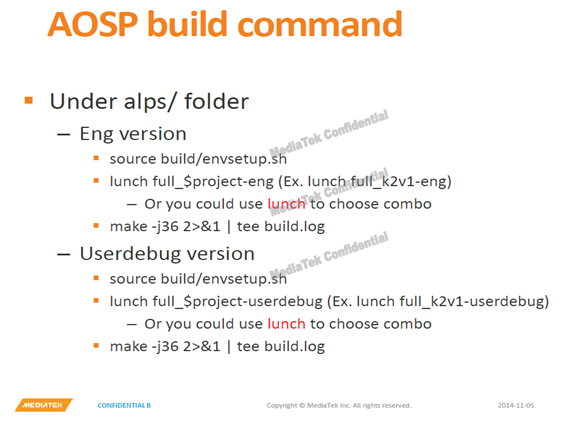 AOSP build command
Under alps/ folder
– Eng version
source build/envsetup.sh
lunch full_$project-eng (Ex. lunch full_k2v1-eng)
– Or you could use lunch to choose combo
make -j36 2>&1 | tee build.log
– Userdebug version
source build/envsetup.sh
lunch full_$project-userdebug (Ex. lunch full_k2v1-userdebug)
– Or you could use lunch to choose combo
make -j36 2>&1 | tee build.log
MediaTek Confidential
MediaTek Confidential
MediaTek Confidential
MEDIATEK
CONFIDENTIAL B
Copyright © MediaTek Inc. All rights reserved.
2014-11-05